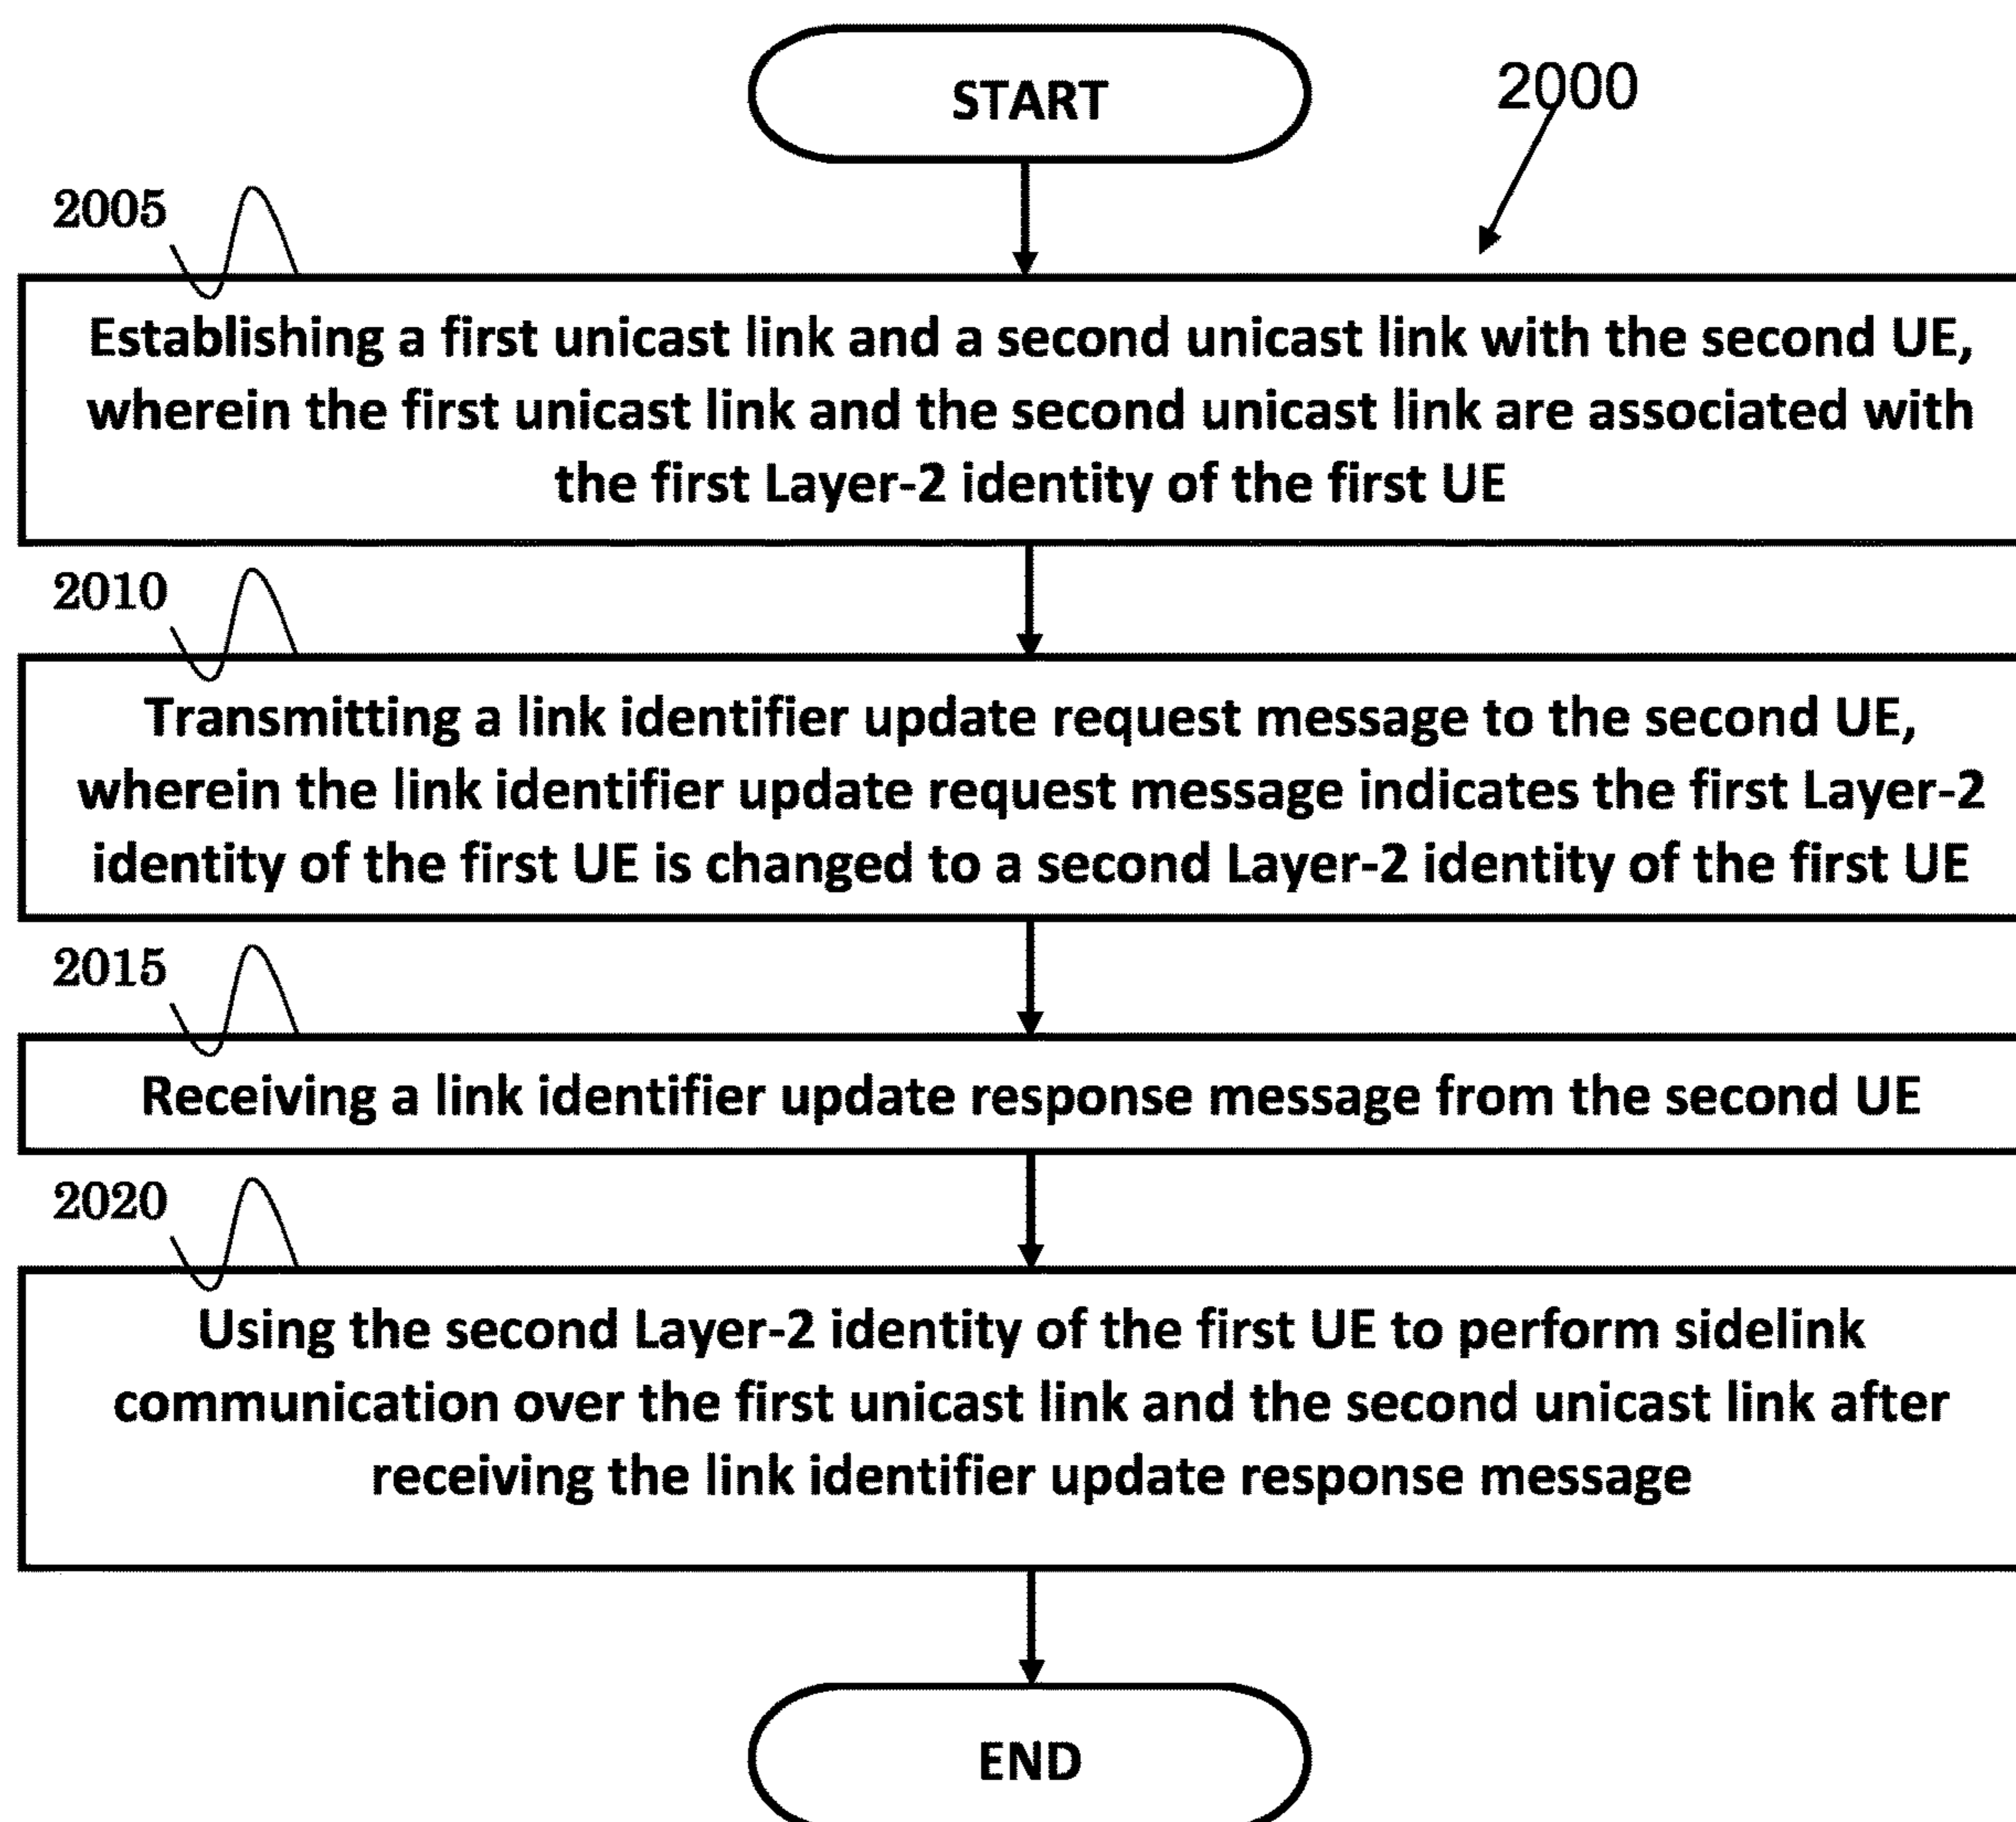 START
2000
2005
Establishing a first unicast link and a second unicast link with the second UE,
wherein the first unicast link and the second unicast link are associated with
the first Layer-2 identity of the first UE
2010
Transmitting a link identifier update request message to the second UE,
wherein the link identifier update request message indicates the first Layer-2
identity of the first UE is changed to a second Layer-2 identity of the first UE
2015
Receiving a link identifier update response message from the second UE
2020
Using the second Layer-2 identity of the first UE to perform sidelink
communication over the first unicast link and the second unicast link after
receiving the link identifier update response message
END